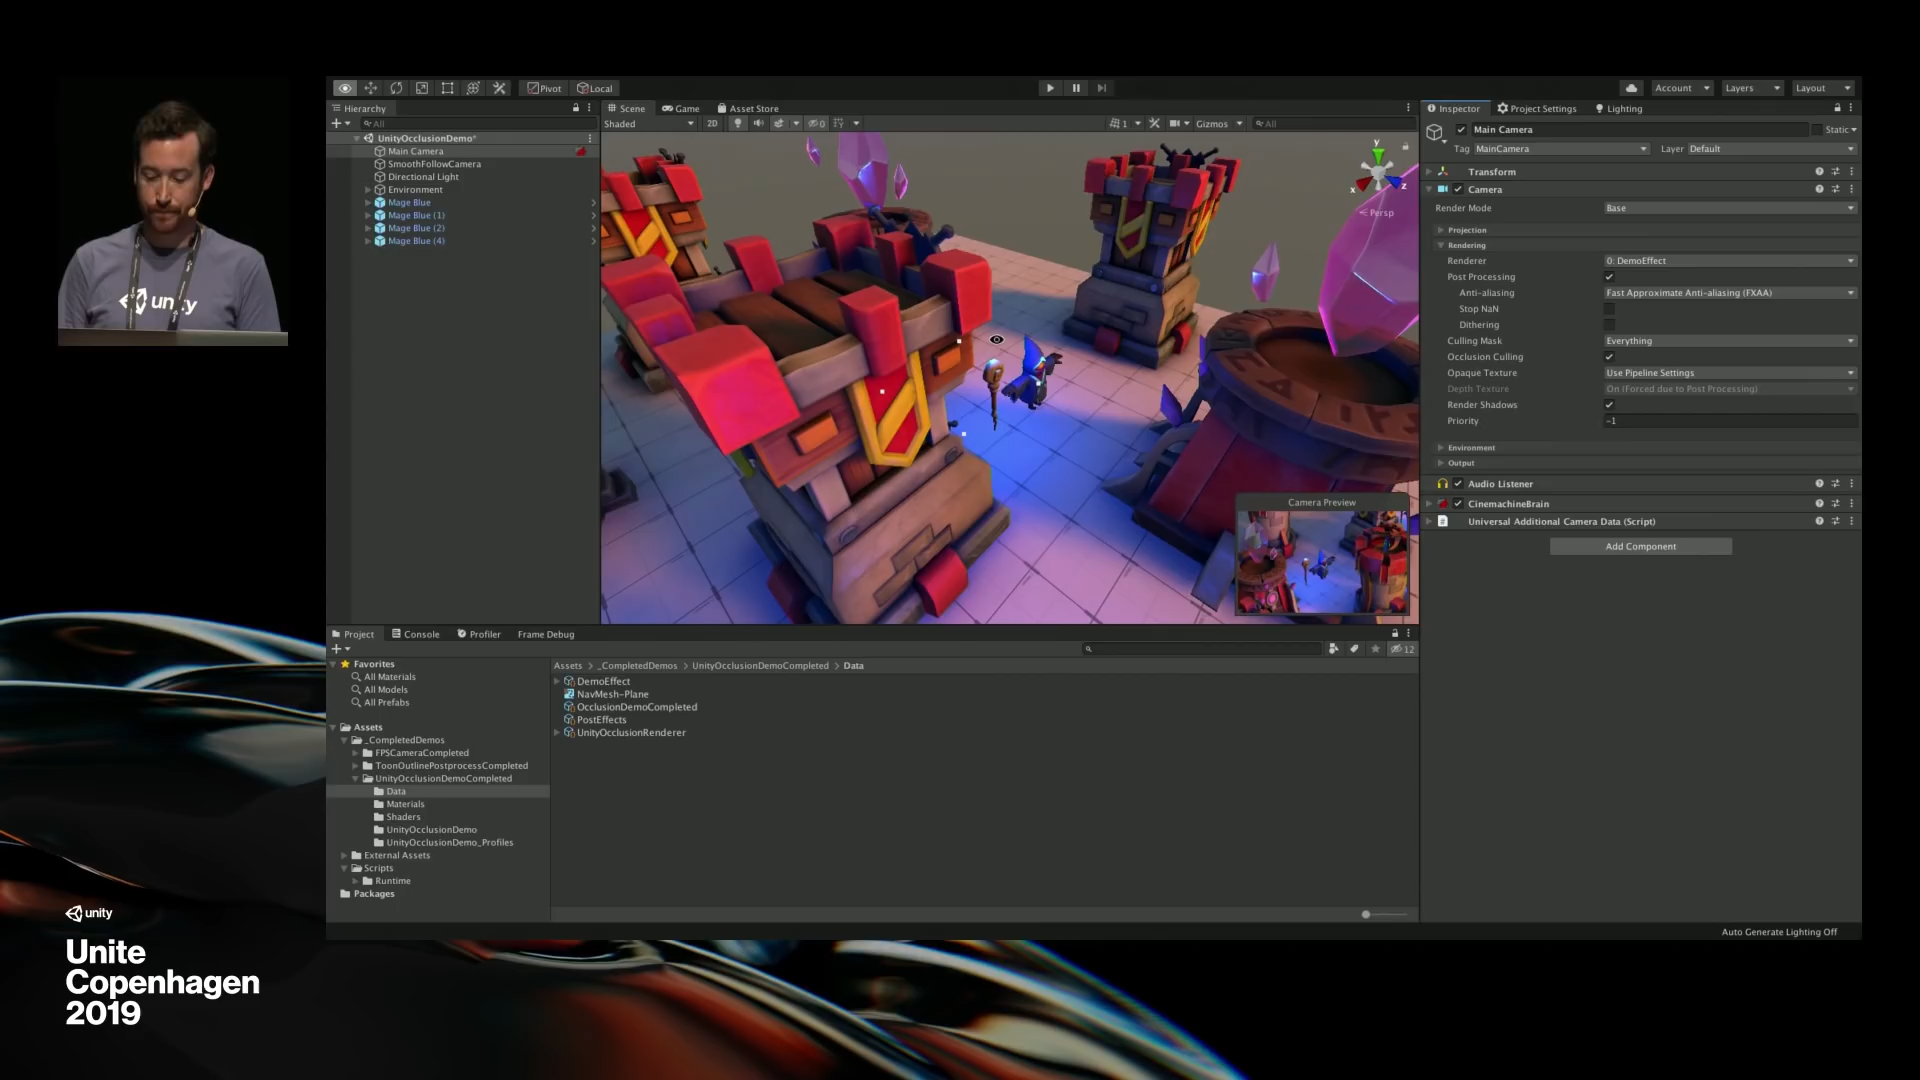 unity
Pivot
Local
Account
Layers
Layout
Hierarchy
All
UnityOcclusionDemo*
Main Camera
SmoothFollowCamera
Directional Light
Environment
Mage Blue
Mage Blue (1)
Mage Blue (2)
Mage Blue (4)
Scene
Game
Asset Store
Shaded
2D
0
1
Gizmos
All
y
x
z
Persp
Camera Preview
Inspector
Project Settings
Lighting
Main Camera
Static
Tag
MainCamera
Layer
Default
Transform
Camera
Render Mode
Base
Projection
Rendering
Renderer
0: DemoEffect
Post Processing
Anti-aliasing
Fast Approximate Anti-aliasing (FXAA)
Stop NaN
Dithering
Culling Mask
Everything
Occlusion Culling
Opaque Texture
Use Pipeline Settings
Depth Texture
On (Forced due to Post Processing)
Render Shadows
Priority
-1
Environment
Output
Audio Listener
CinemachineBrain
#
Universal Additional Camera Data (Script)
Add Component
Project
Console
Profiler
Frame Debug
12
Favorites
All Materials
All Models
All Prefabs
Assets
_CompletedDemos
FPSCameraCompleted
ToonOutlinePostprocessCompleted
UnityOcclusionDemoCompleted
Data
Materials
Shaders
UnityOcclusionDemo
UnityOcclusionDemo_Profiles
External Assets
Scripts
Runtime
Packages
Assets > _CompletedDemos > UnityOcclusionDemoCompleted > Data
DemoEffect
NavMesh-Plane
OcclusionDemoCompleted
PostEffects
UnityOcclusionRenderer
Auto Generate Lighting Off
unity
Unite
Copenhagen
2019